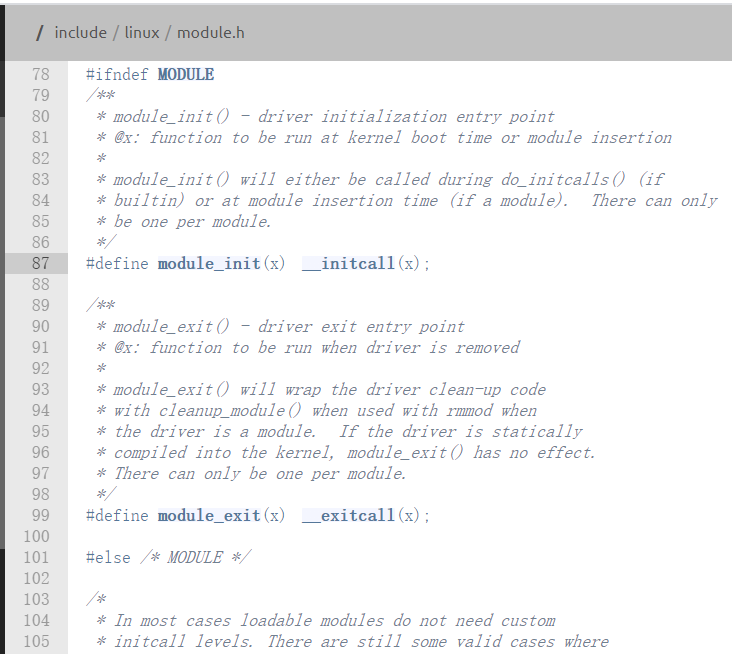 / include / linux / module.h
78 #ifndef MODULE
79 /**
80  * module_init() - driver initialization entry point
81  * @x: function to be run at kernel boot time or module insertion
82  *
83  * module_init() will either be called during do_initcalls() (if
84  * builtin) or at module insertion time (if a module).  There can only
85  * be one per module.
86  */
87 #define module_init(x)  __initcall(x);
88
89 /**
90  * module_exit() - driver exit entry point
91  * @x: function to be run when driver is removed
92  *
93  * module_exit() will wrap the driver clean-up code
94  * with cleanup_module() when used with rmmod when
95  * the driver is a module.  If the driver is statically
96  * compiled into the kernel, module_exit() has no effect.
97  * There can only be one per module.
98  */
99 #define module_exit(x)  __exitcall(x);
100
101 #else /* MODULE */
102
103 /*
104  * In most cases loadable modules do not need custom
105  * initcall levels. There are still some valid cases where